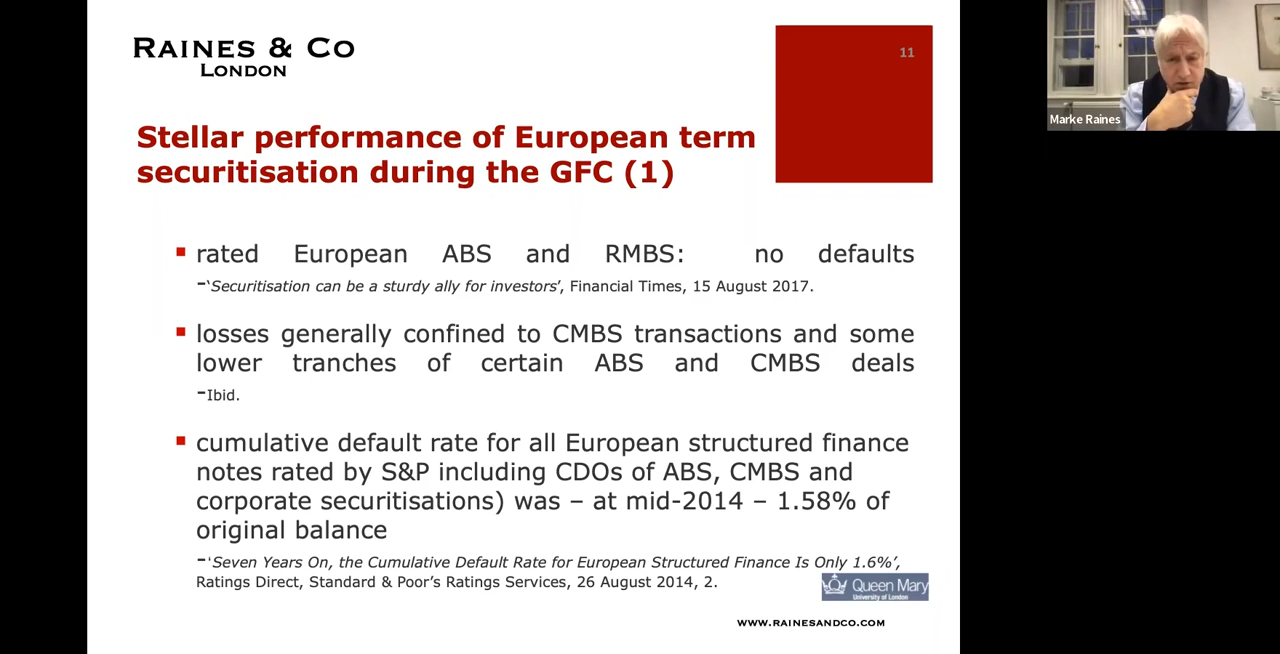 RAINES & CO
LONDON
11
Marke Raines
Stellar performance of European term
securitisation during the GFC (1)
▪ rated European ABS and RMBS: no defaults
–‘Securitisation can be a sturdy ally for investors’, Financial Times, 15 August 2017.
▪ losses generally confined to CMBS transactions and some
lower tranches of certain ABS and CMBS deals
–Ibid.
▪ cumulative default rate for all European structured finance
notes rated by S&P including CDOs of ABS, CMBS and
corporate securitisations) was – at mid-2014 – 1.58% of
original balance
–‘Seven Years On, the Cumulative Default Rate for European Structured Finance Is Only 1.6%’,
Ratings Direct, Standard & Poor’s Ratings Services, 26 August 2014, 2.
Queen Mary
University of London
WWW.RAINESANDCO.COM